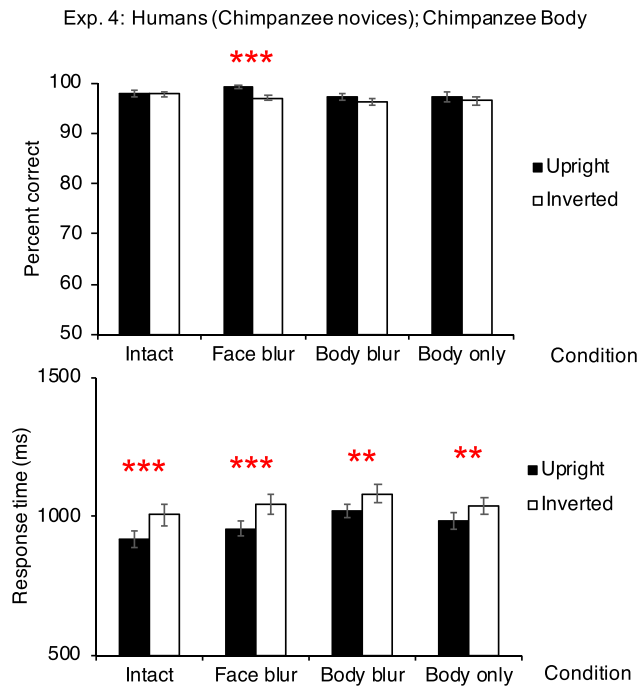 Exp. 4: Humans (Chimpanzee novices); Chimpanzee Body
***
100
90
80
70
60
50
Percent correct
Upright
Inverted
Intact
Face blur
Body blur
Body only
Condition
1500
1000
500
Response time (ms)
***
***
**
**
Upright
Inverted
Intact
Face blur
Body blur
Body only
Condition